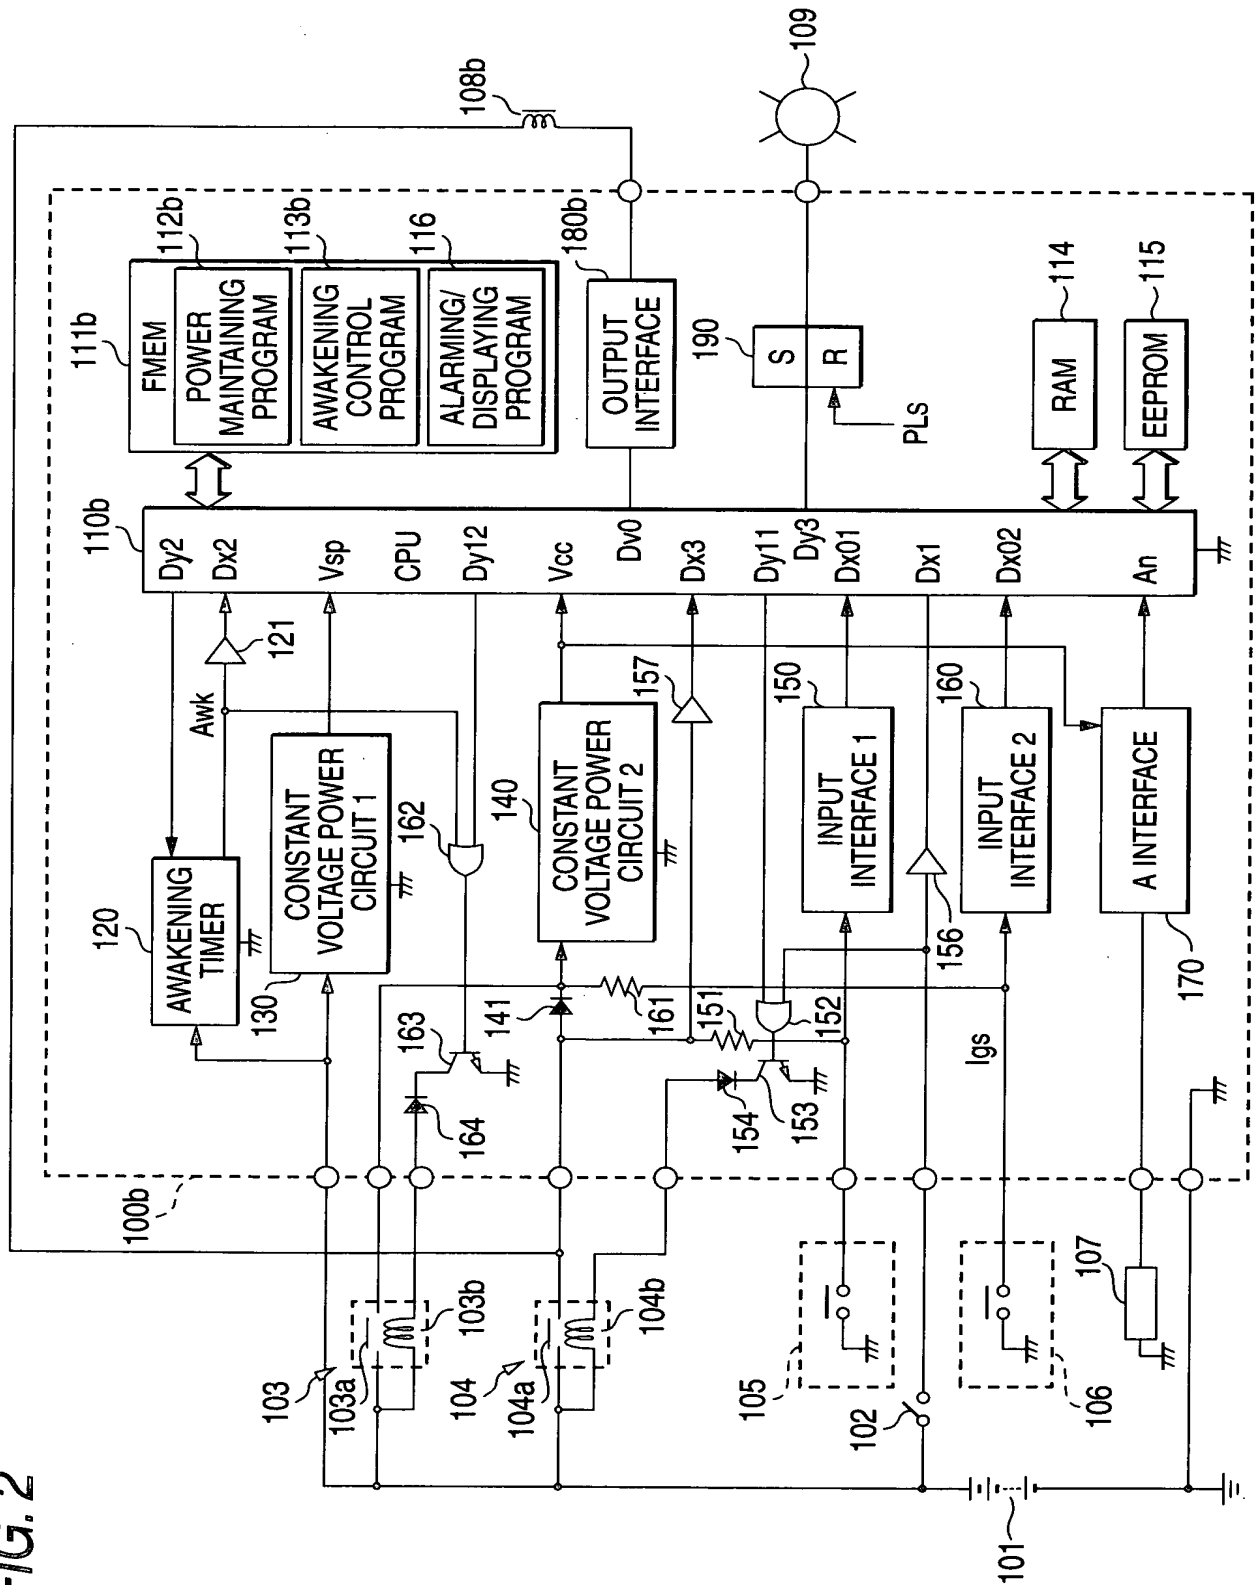 FIG. 2
108b
109
111b
FMEM
112b
POWER
MAINTAINING
PROGRAM
113b
AWAKENING
CONTROL
PROGRAM
116
ALARMING/
DISPLAYING
PROGRAM
180b
OUTPUT
INTERFACE
190
S
R
PLS
114
RAM
115
EEPROM
110b
Dy2
Dx2
Vsp
CPU
Dy12
Vcc
Dv0
Dx3
Dy11
Dy3
Dx01
Dx1
Dx02
An
121
Awk
120
AWAKENING
TIMER
130
CONSTANT
VOLTAGE POWER
CIRCUIT 1
162
140
CONSTANT
VOLTAGE POWER
CIRCUIT 2
157
150
INPUT
INTERFACE 1
156
160
INPUT
INTERFACE 2
170
A INTERFACE
163
164
141
161
151
152
153
154
Igs
100b
103
103a
103b
104
104a
104b
105
102
106
107
101